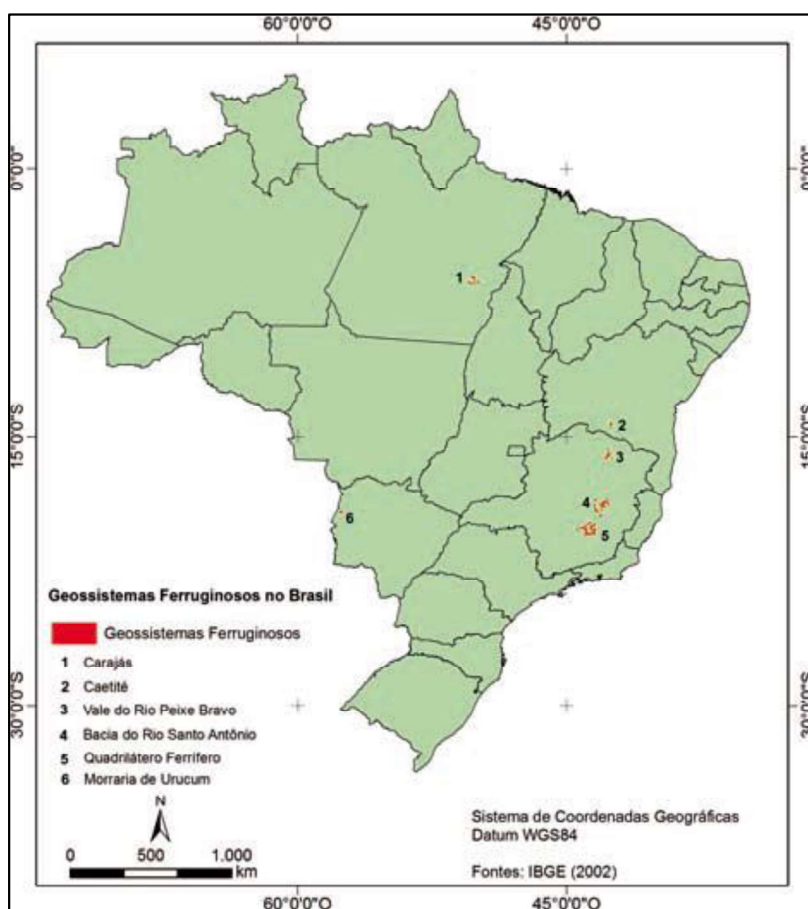 60°0'0"O 45°0'0"O
0°0'0"
0°0'0"
1
2
15°0'0"S
15°0'0"S
3
4
6
5
Geossistemas Ferruginosos no Brasil
Geossistemas Ferruginosos
1 Carajás
2 Caetité
30°0'0"S
30°0'0"S
3 Vale do Rio Peixe Bravo
4 Bacia do Rio Santo Antônio
5 Quadrilátero Ferrífero
6 Morraria de Urucum
N
Sistema de Coordenadas Geográficas
Datum WGS84
0 500 1.000
km
Fontes: IBGE (2002)
60°0'0"O 45°0'0"O